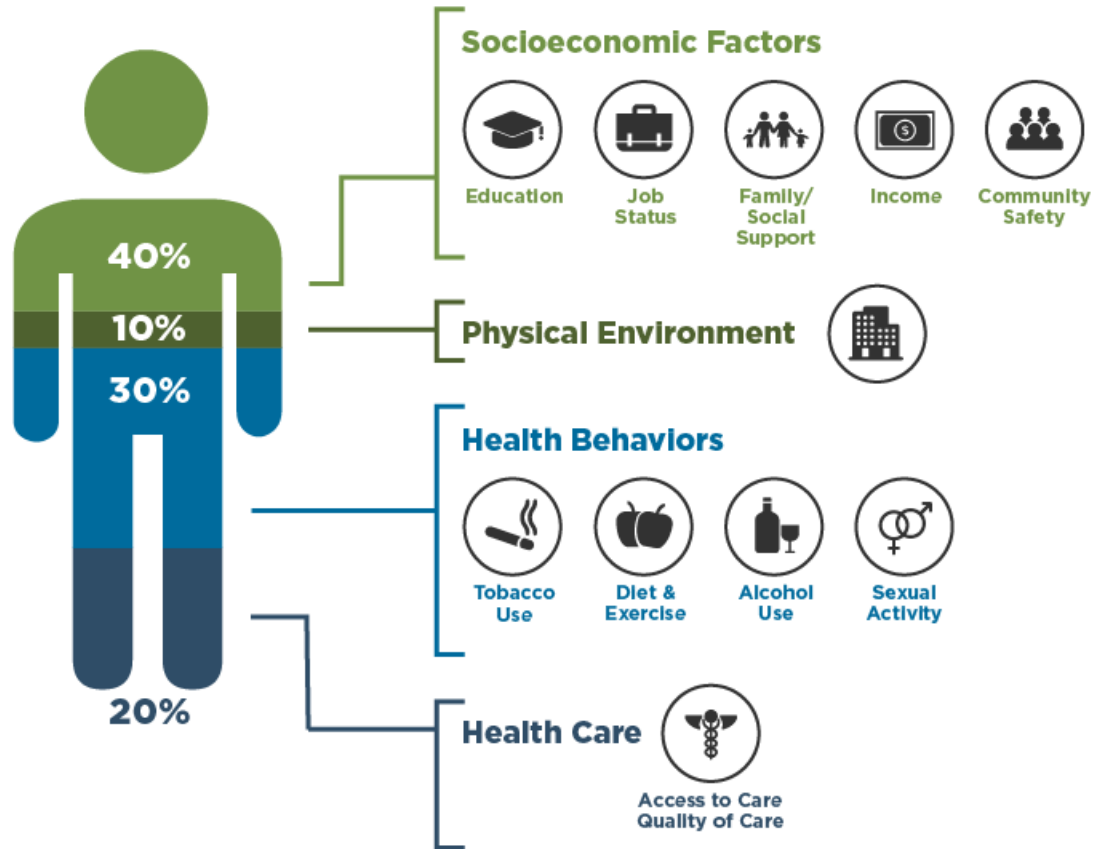 Socioeconomic Factors
Education
Job
Status
Family/
Social
Support
Income
Community
Safety
40%
10%
Physical Environment
30%
Health Behaviors
Tobacco
Use
Diet &
Exercise
Alcohol
Use
Sexual
Activity
20%
Health Care
Access to Care
Quality of Care